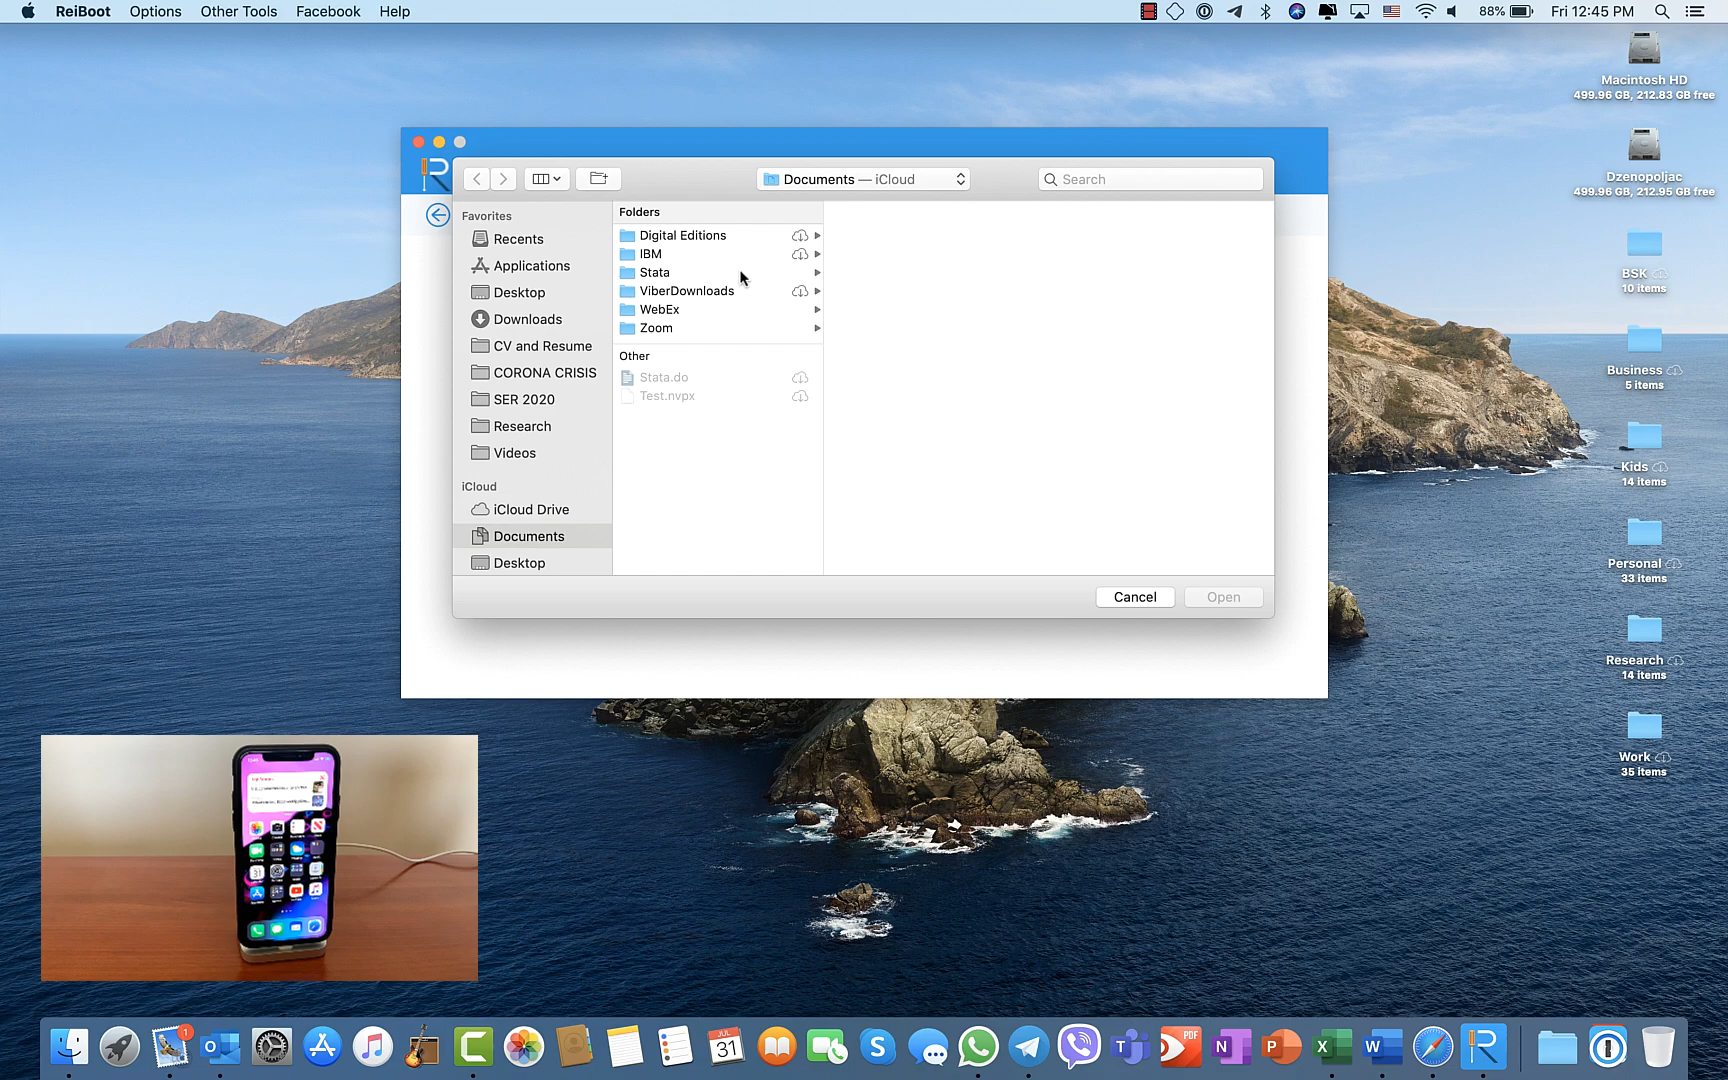 ReiBoot Options Other Tools Facebook Help
88% Fri 12:45 PM
Macintosh HD
499.96 GB, 212.83 GB free
Dzenopoljac
499.96 GB, 212.95 GB free
BSK
10 items
Business
5 items
Kids
14 items
Personal
33 items
Research
14 items
Work
35 items
Documents — iCloud
Search
Favorites
Recents
Applications
Desktop
Downloads
CV and Resume
CORONA CRISIS
SER 2020
Research
Videos
iCloud
iCloud Drive
Documents
Desktop
Folders
Digital Editions
IBM
Stata
ViberDownloads
WebEx
Zoom
Other
Stata.do
Test.nvpx
Cancel
Open
1
JUL
31
PDF